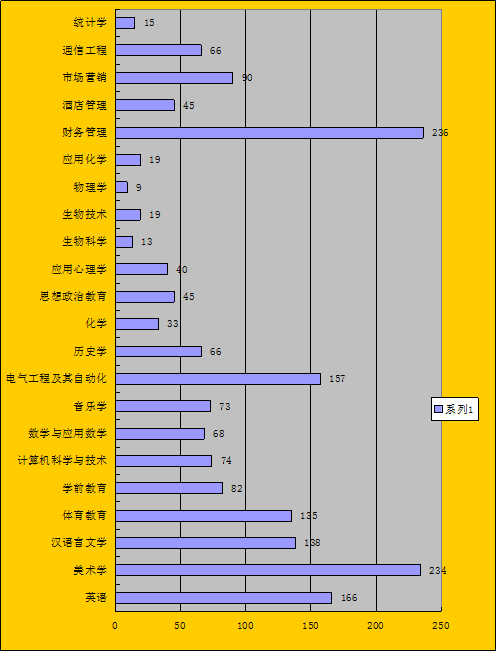 统计学 15
通信工程 66
市场营销 90
酒店管理 45
财务管理 236
应用化学 19
物理学 9
生物技术 19
生物科学 13
应用心理学 40
思想政治教育 45
化学 33
历史学 66
电气工程及其自动化 157
音乐学 73
数学与应用数学 68
计算机科学与技术 74
学前教育 82
体育教育 135
汉语言文学 138
美术学 234
英语 166
0 50 100 150 200 250
系列1